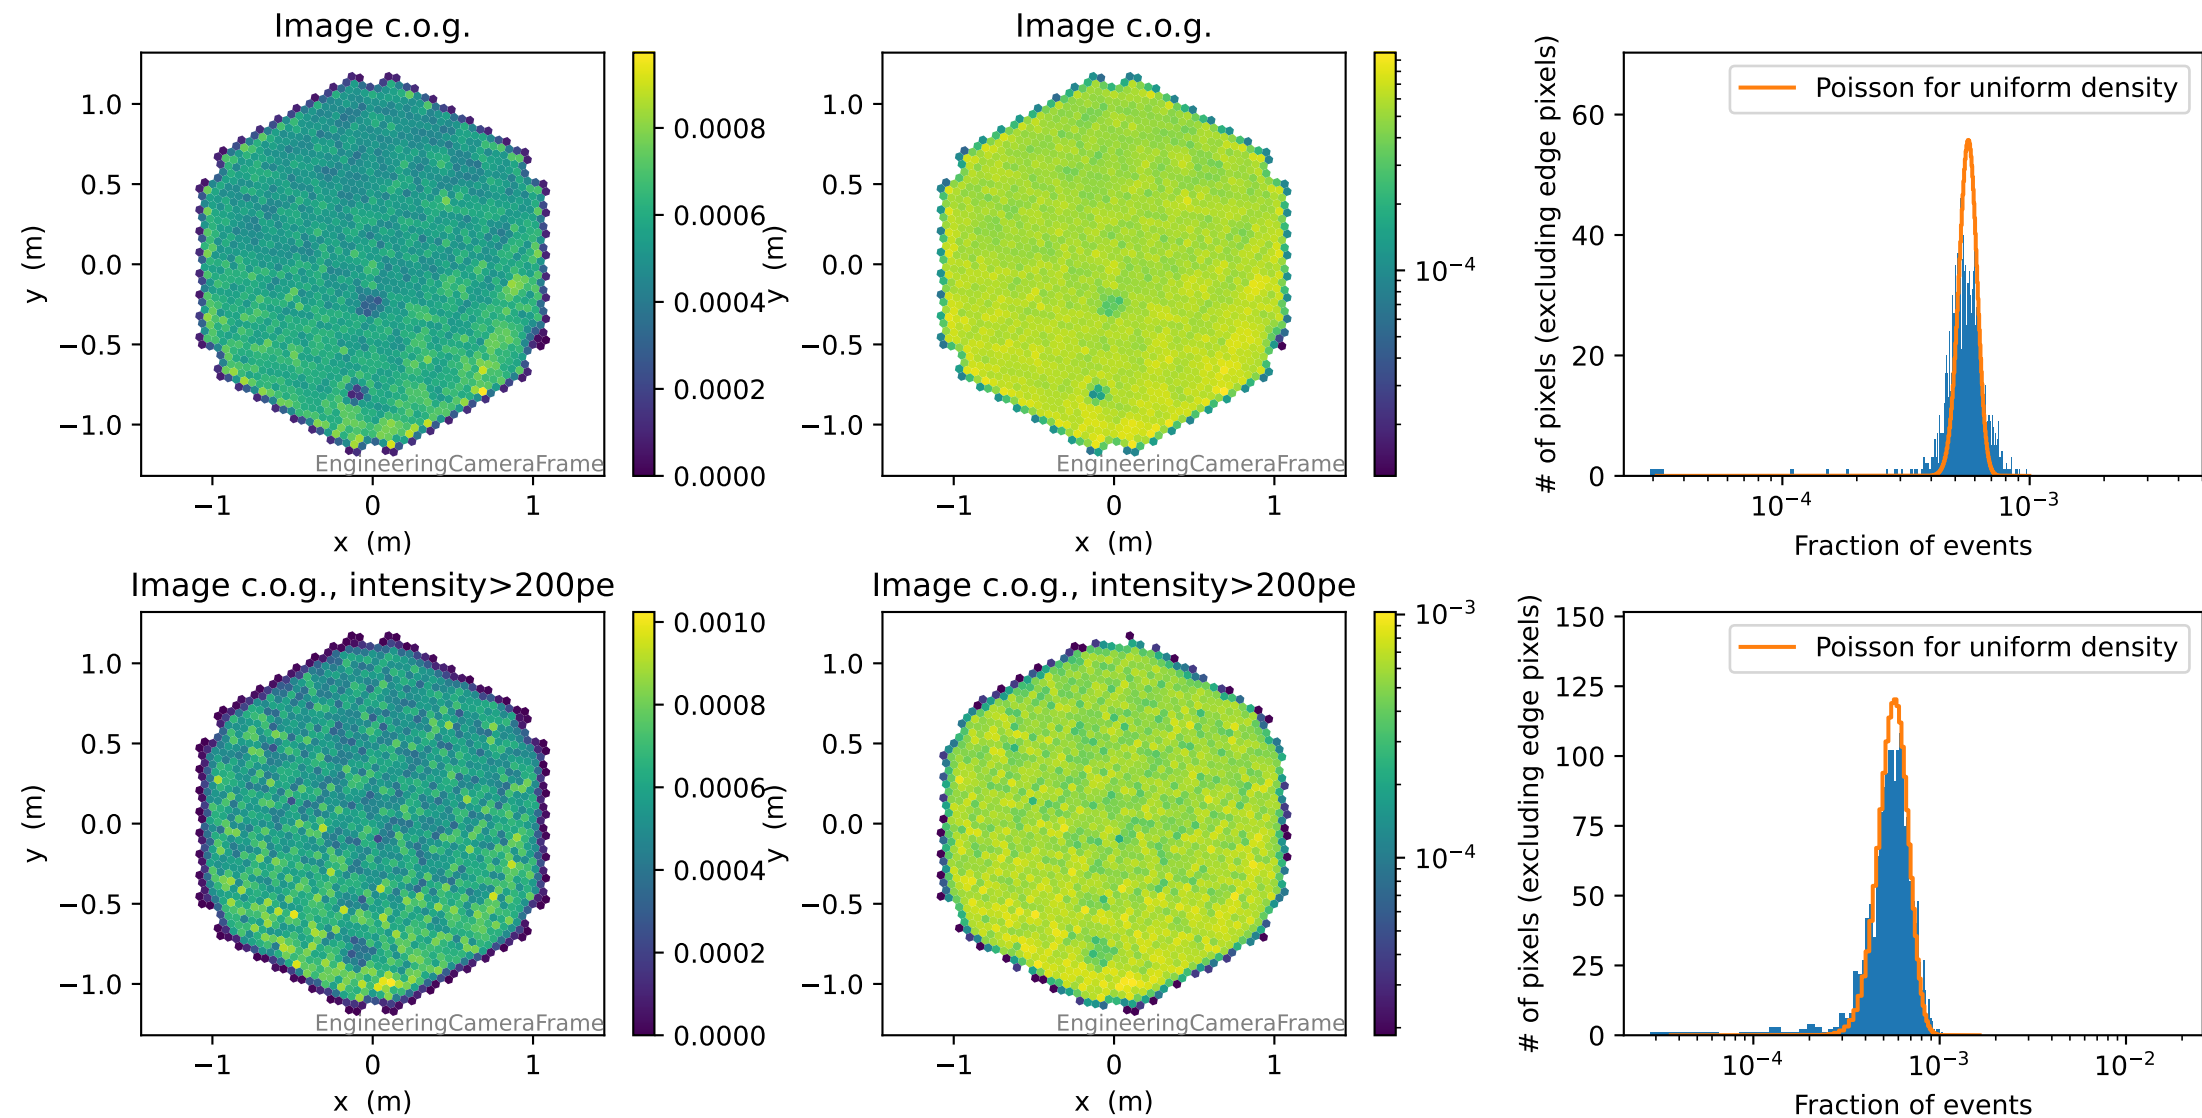 Image c.o.g.
1.0
0.5
0.0
−0.5
−1.0
y (m)
−1
0
1
x (m)
EngineeringCameraFrame
0.0008
0.0006
0.0004
0.0002
0.0000
Image c.o.g.
1.0
0.5
0.0
−0.5
−1.0
y (m)
−1
0
1
x (m)
EngineeringCameraFrame
10⁻⁴
Poisson for uniform density
60
40
20
0
# of pixels (excluding edge pixels)
10⁻⁴
10⁻³
Fraction of events
Image c.o.g., intensity>200pe
1.0
0.5
0.0
−0.5
−1.0
y (m)
−1
0
1
x (m)
EngineeringCameraFrame
0.0010
0.0008
0.0006
0.0004
0.0002
0.0000
Image c.o.g., intensity>200pe
1.0
0.5
0.0
−0.5
−1.0
y (m)
−1
0
1
x (m)
EngineeringCameraFrame
10⁻³
10⁻⁴
Poisson for uniform density
150
125
100
75
50
25
0
# of pixels (excluding edge pixels)
10⁻⁴
10⁻³
10⁻²
Fraction of events